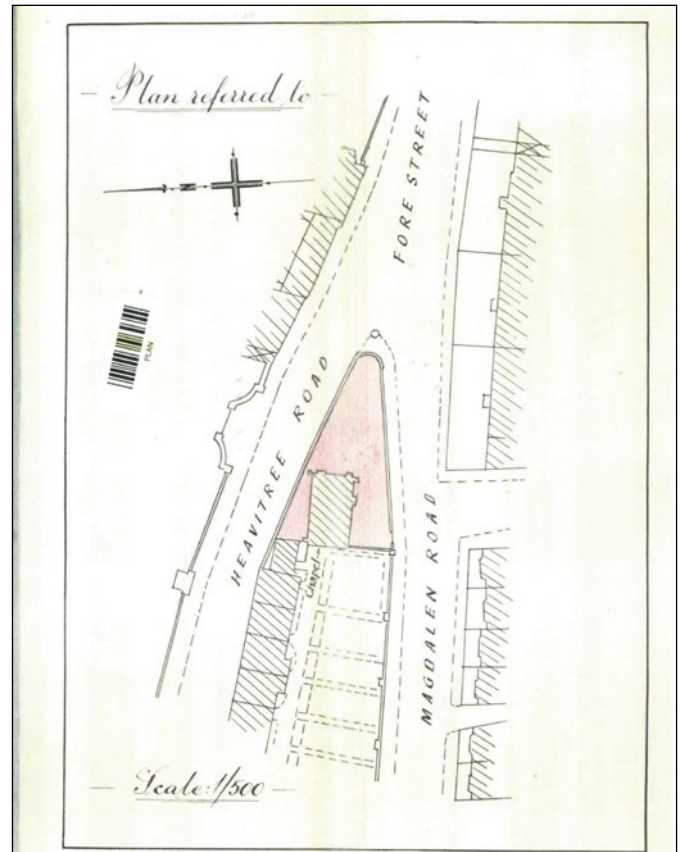 Plan referred to
N
FORE STREET
PLAN
HEAVITREE ROAD
Chapel
MAGDALEN ROAD
Scale: 1/500